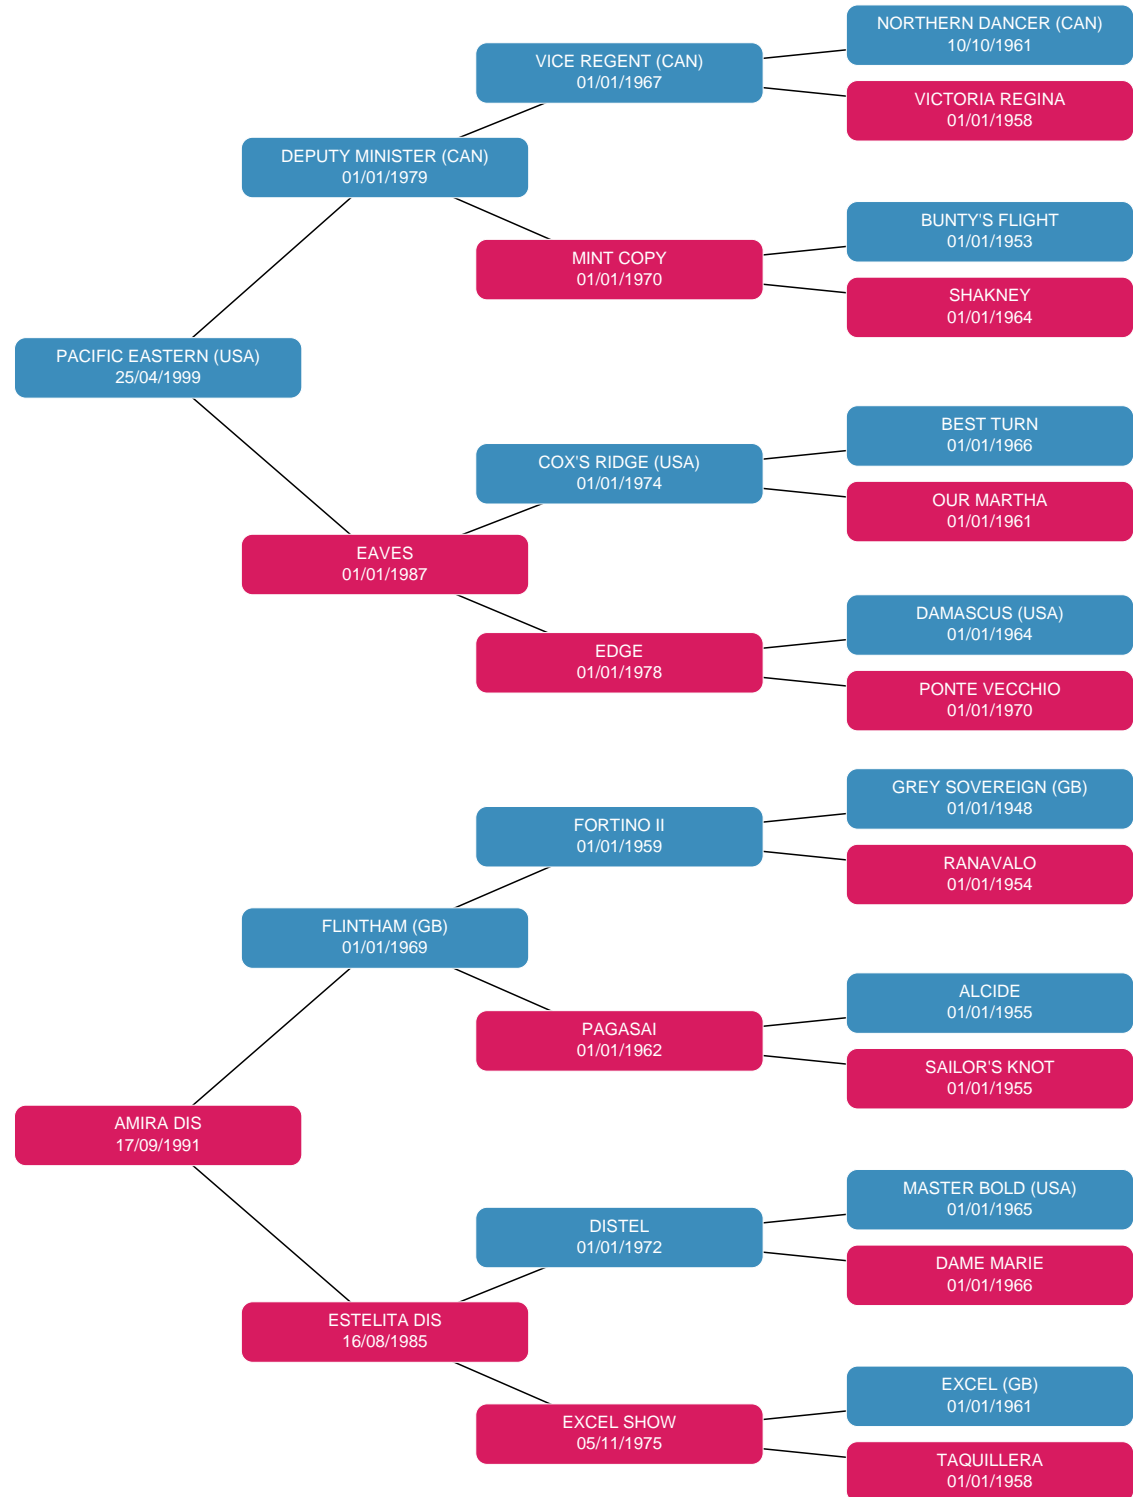 NORTHERN DANCER (CAN)
10/10/1961
VICE REGENT (CAN)
01/01/1967
VICTORIA REGINA
01/01/1958
DEPUTY MINISTER (CAN)
01/01/1979
BUNTY'S FLIGHT
01/01/1953
MINT COPY
01/01/1970
SHAKNEY
01/01/1964
PACIFIC EASTERN (USA)
25/04/1999
BEST TURN
01/01/1966
COX'S RIDGE (USA)
01/01/1974
OUR MARTHA
01/01/1961
EAVES
01/01/1987
DAMASCUS (USA)
01/01/1964
EDGE
01/01/1978
PONTE VECCHIO
01/01/1970
GREY SOVEREIGN (GB)
01/01/1948
FORTINO II
01/01/1959
RANAVALO
01/01/1954
FLINTHAM (GB)
01/01/1969
ALCIDE
01/01/1955
PAGASAI
01/01/1962
SAILOR'S KNOT
01/01/1955
AMIRA DIS
17/09/1991
MASTER BOLD (USA)
01/01/1965
DISTEL
01/01/1972
DAME MARIE
01/01/1966
ESTELITA DIS
16/08/1985
EXCEL (GB)
01/01/1961
EXCEL SHOW
05/11/1975
TAQUILLERA
01/01/1958